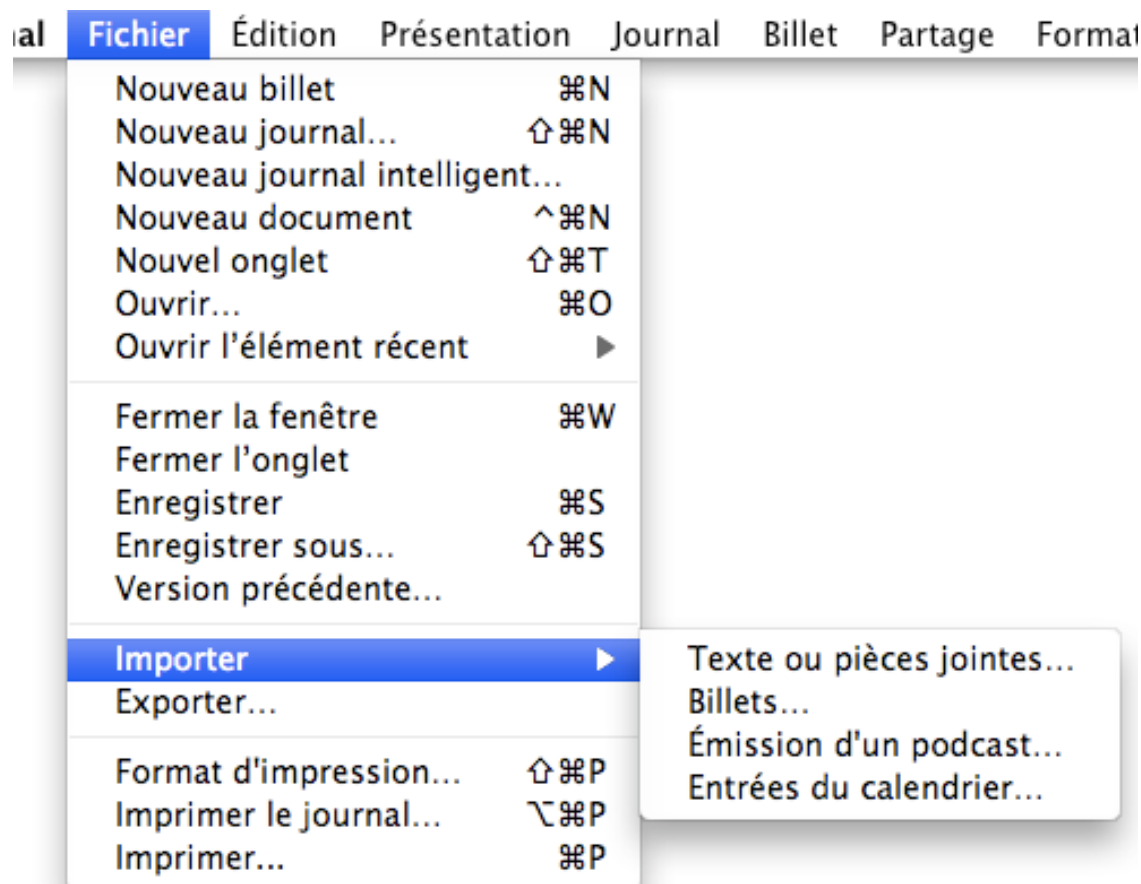 al Fichier Édition Présentation Journal Billet Partage Format
Nouveau billet ⌘N
Nouveau journal… ⇧⌘N
Nouveau journal intelligent…
Nouveau document ^⌘N
Nouvel onglet ⇧⌘T
Ouvrir… ⌘O
Ouvrir l’élément récent ▶
Fermer la fenêtre ⌘W
Fermer l’onglet
Enregistrer ⌘S
Enregistrer sous… ⇧⌘S
Version précédente…
Importer ▶
Exporter…
Format d'impression… ⇧⌘P
Imprimer le journal… ⌥⌘P
Imprimer... ⌘P
Texte ou pièces jointes…
Billets…
Émission d'un podcast…
Entrées du calendrier…